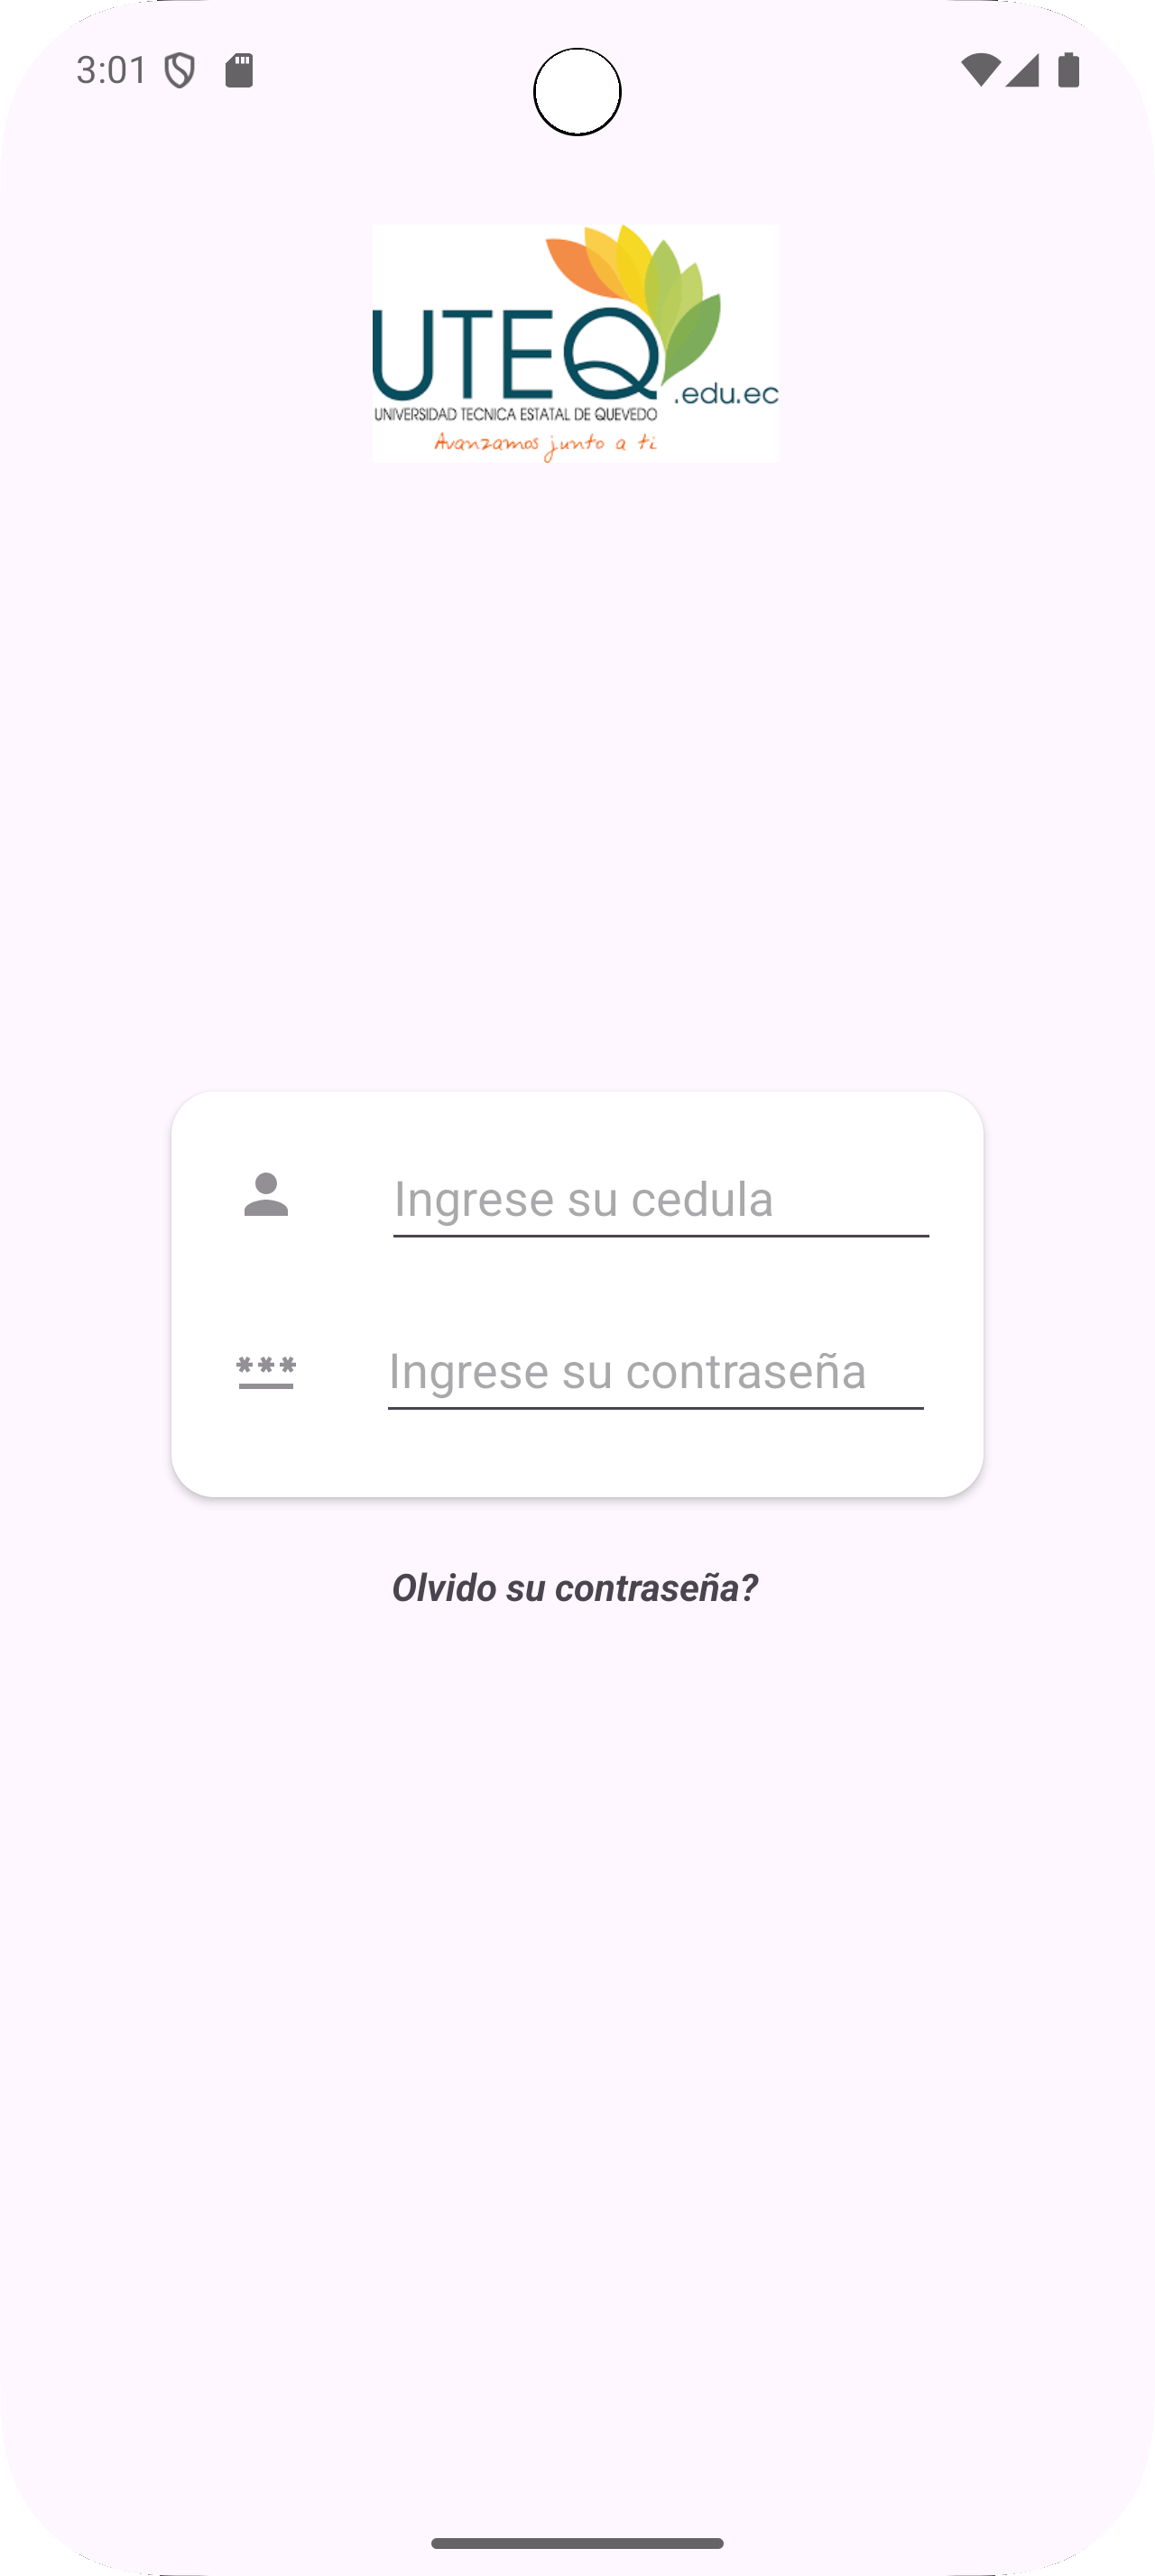 3:01
UTEQ
.edu.ec
UNIVERSIDAD TECNICA ESTATAL DE QUEVEDO
Avanzamos junto a ti
Ingrese su cedula
***
Ingrese su contraseña
Olvido su contraseña?